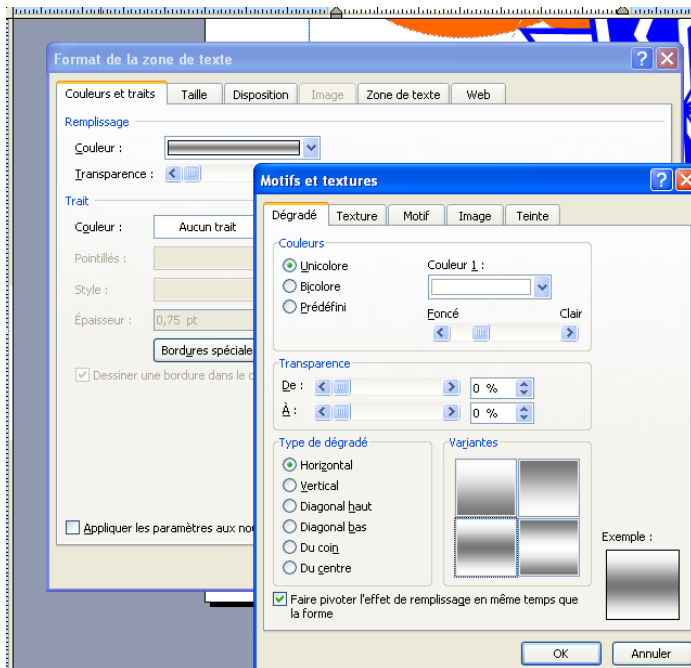 Format de la zone de texte
Couleurs et traits Taille Disposition Image Zone de texte Web
Remplissage
Couleur :
Transparence :
Trait
Couleur : Aucun trait
Pointillés :
Style :
Épaisseur : 0,75 pt
Bordures spéciale
Dessiner une bordure dans le
Appliquer les paramètres aux
Motifs et textures
Dégradé Texture Motif Image Teinte
Couleurs
Unicolore
Bicolore
Prédéfini
Couleur 1 :
Foncé Clair
Transparence
De : 0 %
À : 0 %
Type de dégradé
Horizontal
Vertical
Diagonal haut
Diagonal bas
Du coin
Du centre
Variantes
Exemple :
Faire pivoter l'effet de remplissage en même temps que
la forme
OK Annuler